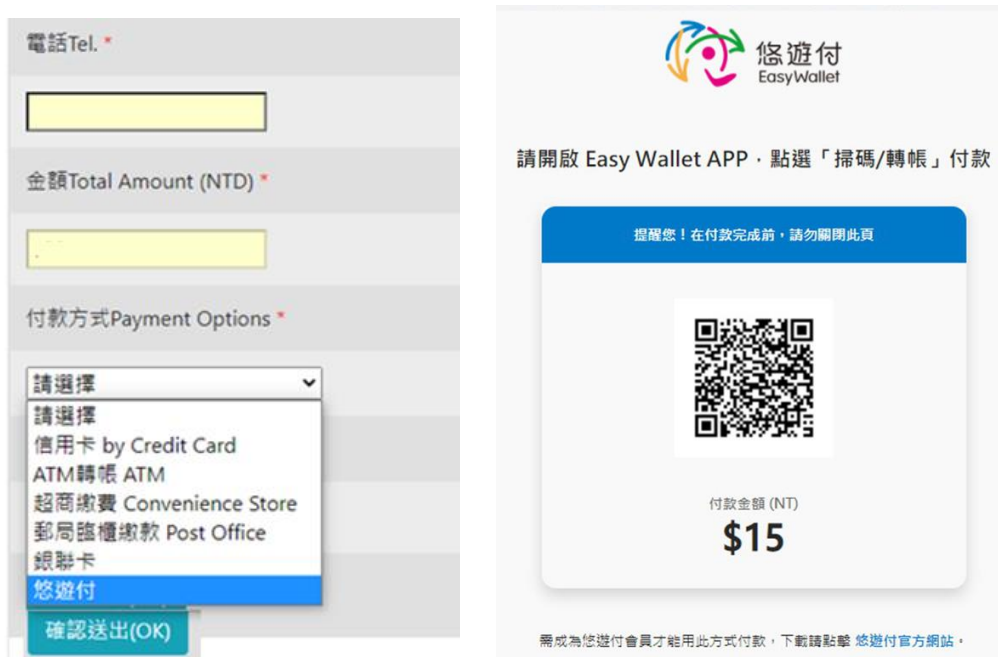 電話Tel. *
金額Total Amount (NTD) *
付款方式Payment Options *
請選擇
請選擇
信用卡 by Credit Card
ATM轉帳 ATM
超商繳費 Convenience Store
郵局臨櫃繳款 Post Office
銀聯卡
悠遊付
確認送出(OK)
悠遊付
EasyWallet
請開啟 Easy Wallet APP，點選「掃碼/轉帳」付款
提醒您！在付款完成前，請勿關閉此頁
付款金額 (NT)
$15
需成為悠遊付會員才能用此方式付款，下載請點擊 悠遊付官方網站。